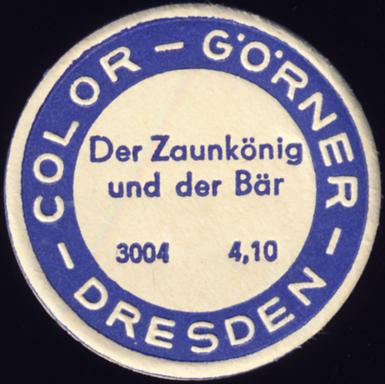 COLOR – GÖRNER – DRESDEN –
Der Zaunkönig
und der Bär
3004 4,10